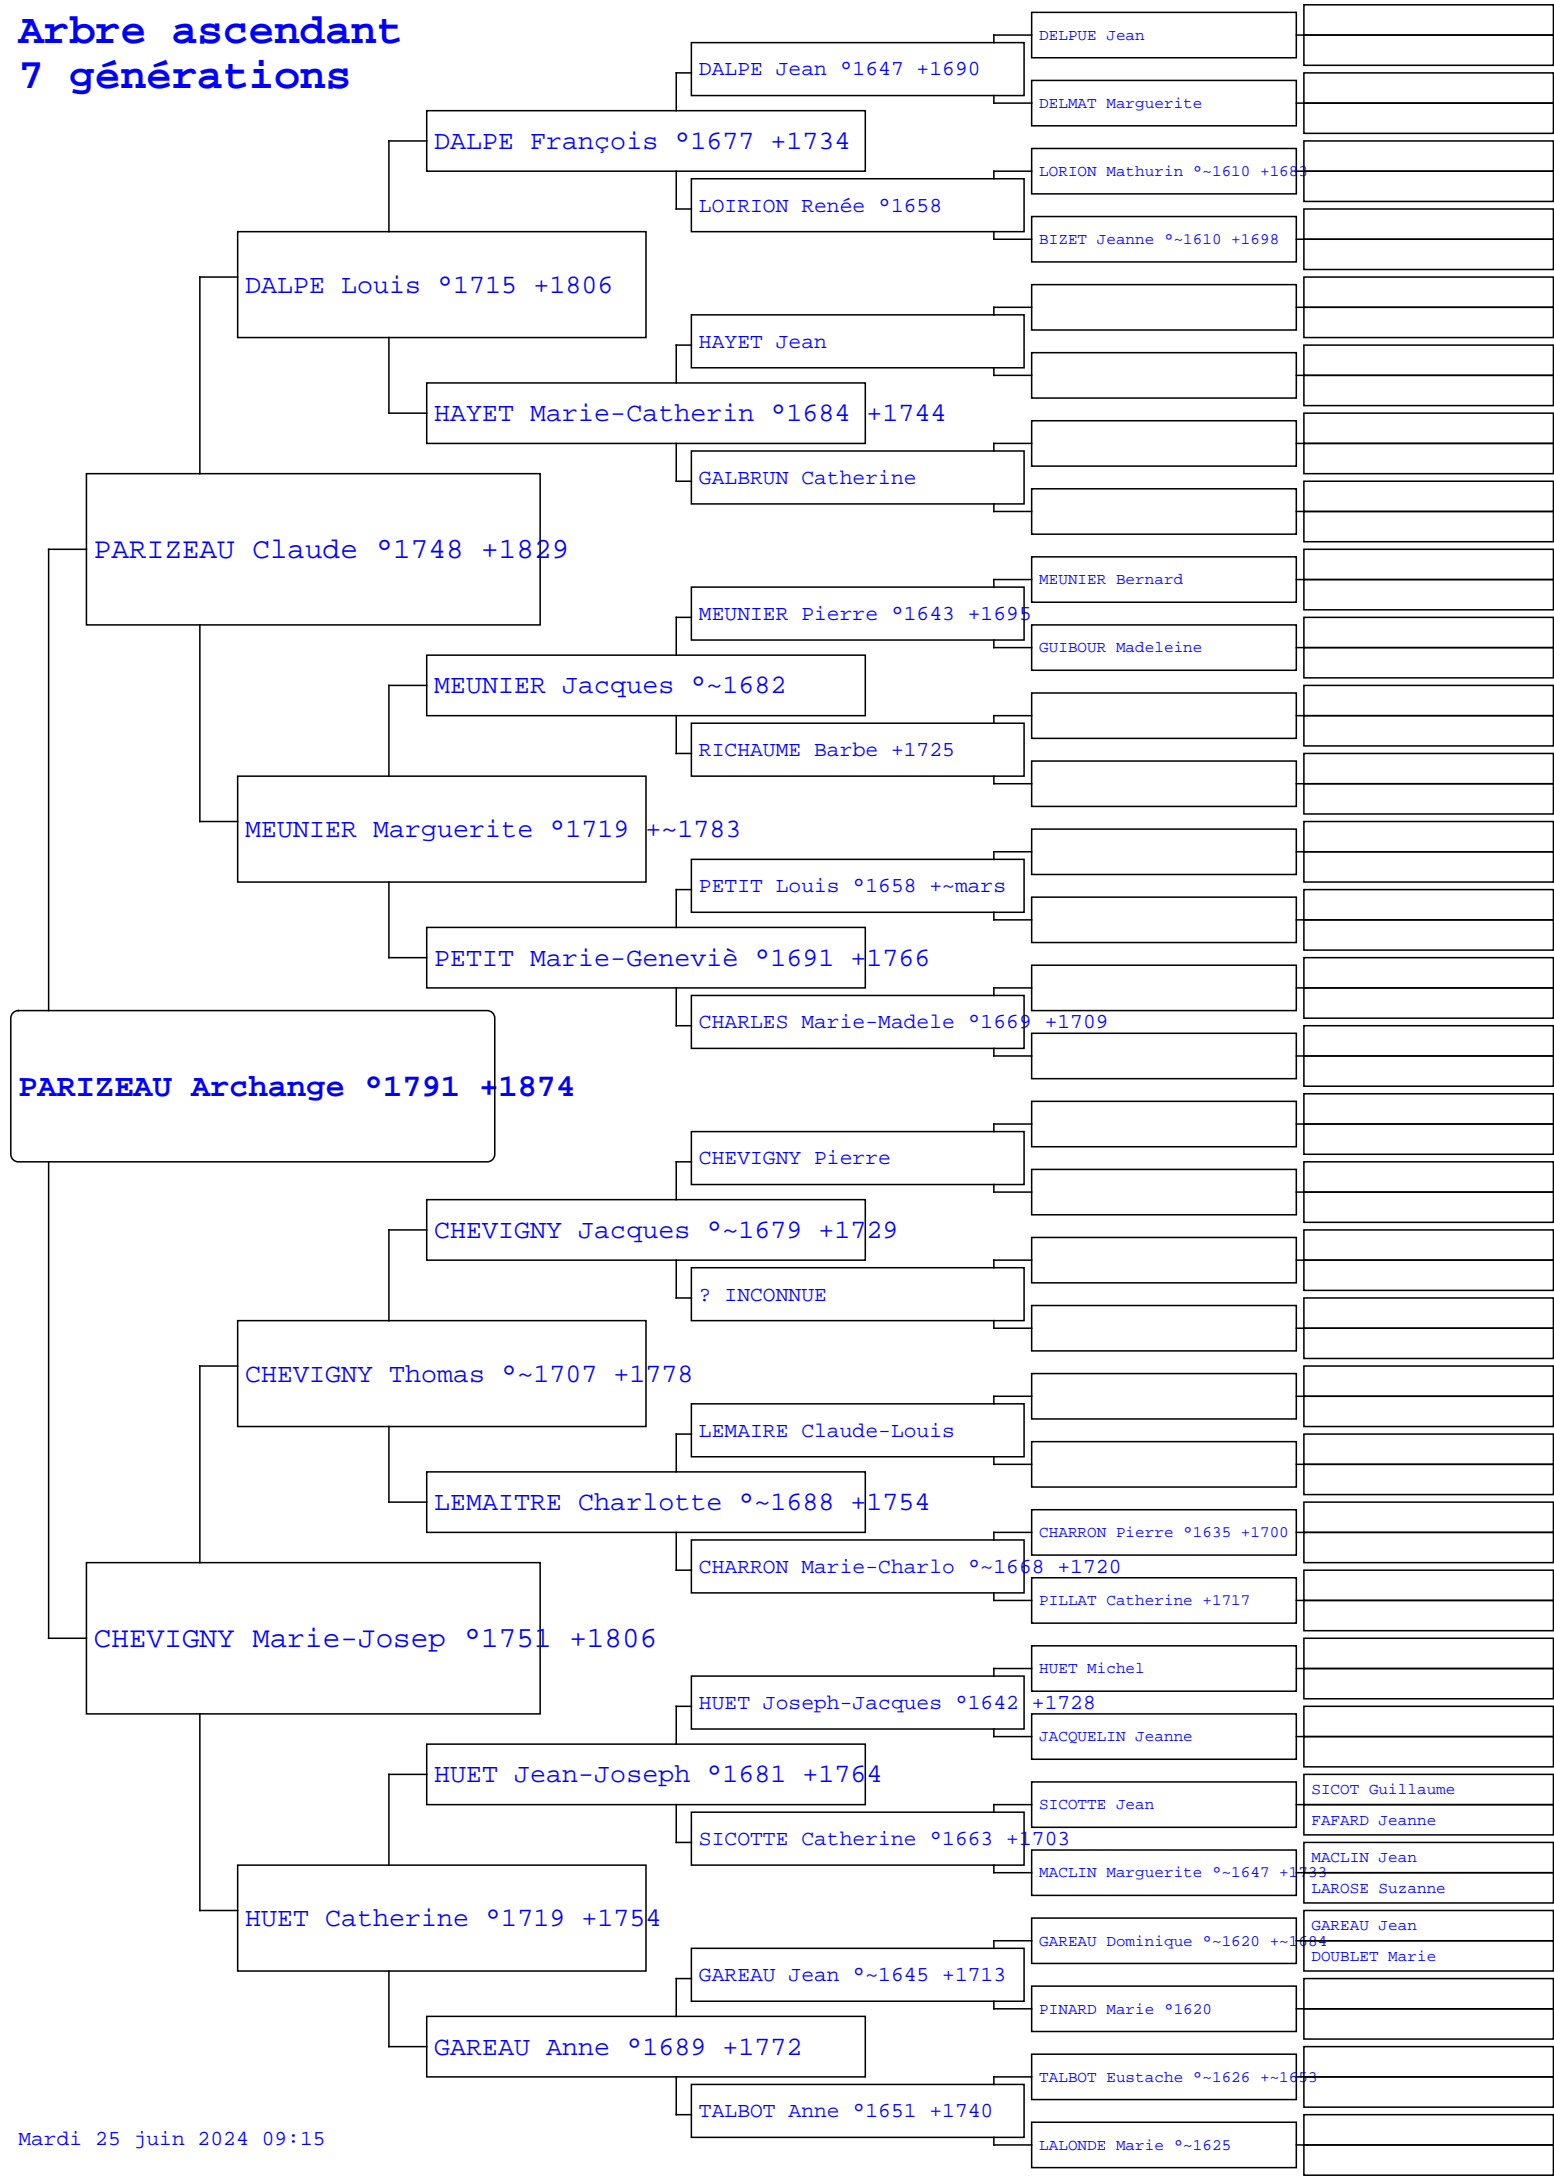 Arbre ascendant
7 générations
DELPUE Jean
DALPE Jean °1647 +1690
DELMAT Marguerite
DALPE François °1677 +1734
LORION Mathurin °~1610 +1683
LOIRION Renée °1658
BIZET Jeanne °~1610 +1698
DALPE Louis °1715 +1806
HAYET Jean
HAYET Marie-Catherin °1684 +1744
GALBRUN Catherine
PARIZEAU Claude °1748 +1829
MEUNIER Bernard
MEUNIER Pierre °1643 +1695
GUIBOUR Madeleine
MEUNIER Jacques °~1682
RICHAUME Barbe +1725
MEUNIER Marguerite °1719 +~1783
PETIT Louis °1658 +~mars
PETIT Marie-Geneviè °1691 +1766
CHARLES Marie-Madele °1669 +1709
PARIZEAU Archange °1791 +1874
CHEVIGNY Pierre
CHEVIGNY Jacques °~1679 +1729
? INCONNUE
CHEVIGNY Thomas °~1707 +1778
LEMAIRE Claude-Louis
LEMAITRE Charlotte °~1688 +1754
CHARRON Pierre °1635 +1700
CHARRON Marie-Charlo °~1668 +1720
PILLAT Catherine +1717
CHEVIGNY Marie-Josep °1751 +1806
HUET Michel
HUET Joseph-Jacques °1642 +1728
JACQUELIN Jeanne
HUET Jean-Joseph °1681 +1764
SICOT Guillaume
SICOTTE Jean
FAFARD Jeanne
SICOTTE Catherine °1663 +1703
MACLIN Jean
MACLIN Marguerite °~1647 +1733
LAROSE Suzanne
HUET Catherine °1719 +1754
GAREAU Jean
GAREAU Dominique °~1620 +~1684
DOUBLET Marie
GAREAU Jean °~1645 +1713
PINARD Marie °1620
GAREAU Anne °1689 +1772
TALBOT Eustache °~1626 +~1653
TALBOT Anne °1651 +1740
LALONDE Marie °~1625
Mardi 25 juin 2024 09:15